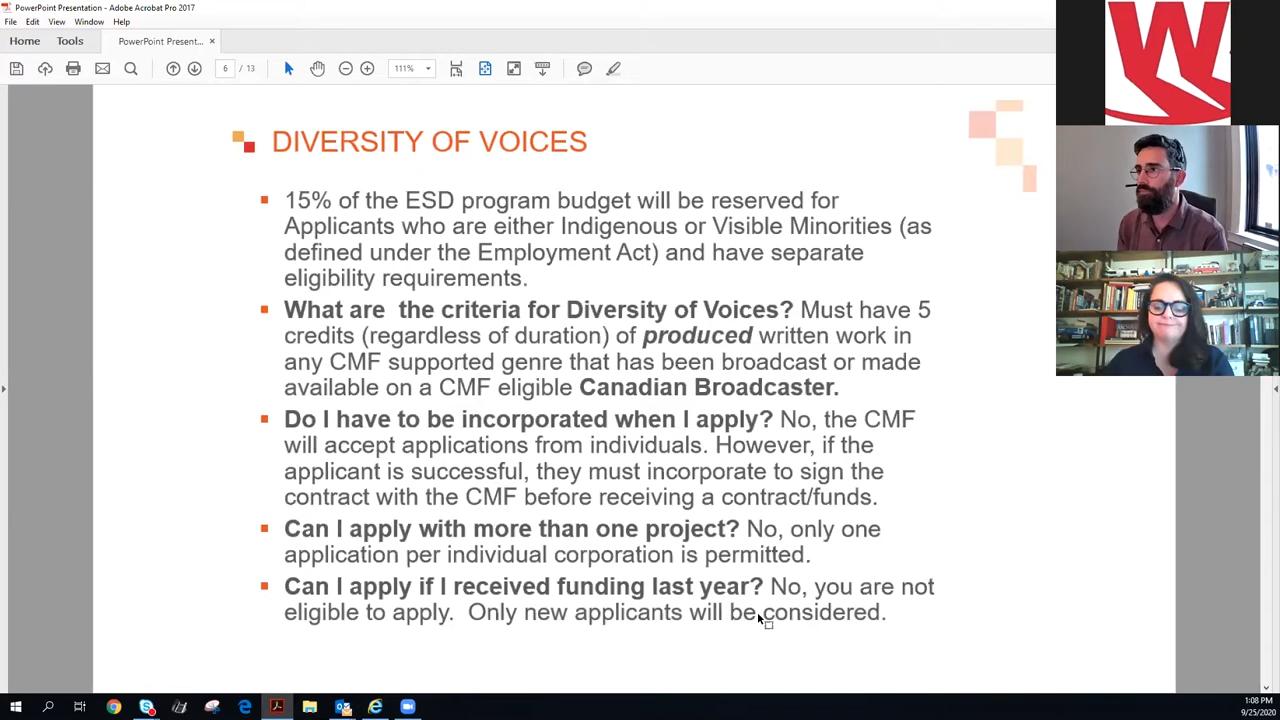 PowerPoint Presentation - Adobe Acrobat Pro 2017
File Edit View Window Help
Home Tools PowerPoint Present... ×
6 / 13 111%
DIVERSITY OF VOICES
15% of the ESD program budget will be reserved for
Applicants who are either Indigenous or Visible Minorities (as
defined under the Employment Act) and have separate
eligibility requirements.
What are the criteria for Diversity of Voices? Must have 5
credits (regardless of duration) of produced written work in
any CMF supported genre that has been broadcast or made
available on a CMF eligible Canadian Broadcaster.
Do I have to be incorporated when I apply? No, the CMF
will accept applications from individuals. However, if the
applicant is successful, they must incorporate to sign the
contract with the CMF before receiving a contract/funds.
Can I apply with more than one project? No, only one
application per individual corporation is permitted.
Can I apply if I received funding last year? No, you are not
eligible to apply. Only new applicants will be considered.
1:08 PM
9/25/2020